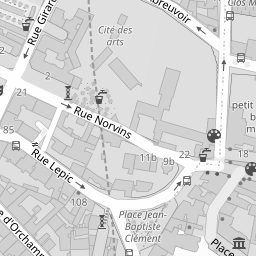 breuvoir
Clos M
Cité des
arts
Rue Girar
21
petit
b
m
Rue Norvins
85
22
18
11b
9b
Rue Lepic
108
Place Jean-
Baptiste
Clément
Place
e d'Orcham